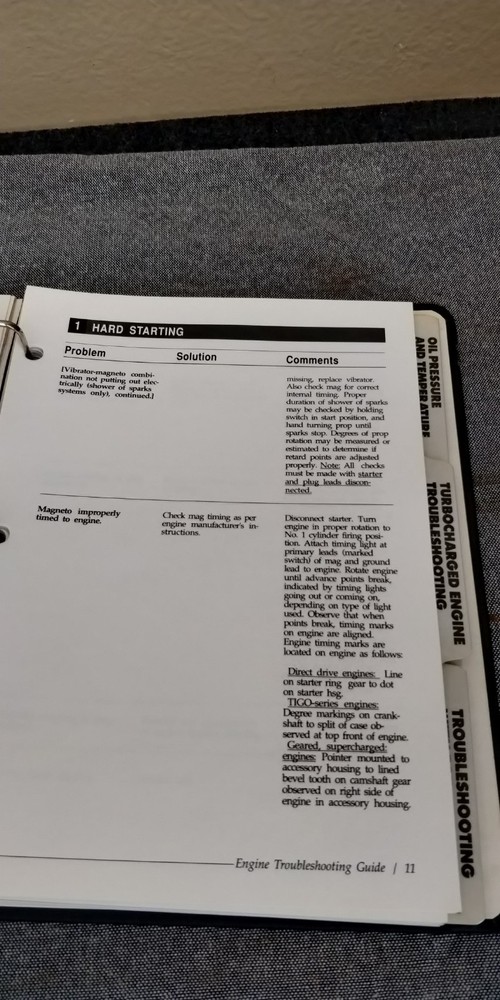 1 HARD STARTING
Problem
Solution
Comments
[Vibrator-magneto combi-
nation not putting out elec-
trically (shower of sparks
systems only), continued.]
missing, replace vibrator.
Also check mag for correct
internal timing. Proper
duration of shower of sparks
may be checked by holding
switch in start position, and
hand turning prop until
sparks stop. Degrees of prop
rotation may be measured or
estimated to determine if
retard points are adjusted
properly. Note: All checks
must be made with starter
and plug leads discon-
nected.
Magneto improperly
timed to engine.
Check mag timing as per
engine manufacturer's in-
structions.
Disconnect starter. Turn
engine in proper rotation to
No. 1 cylinder firing posi-
tion. Attach timing light at
primary leads (marked
switch) of mag and ground
lead to engine. Rotate engine
until advance points break,
indicated by timing lights
going out or coming on,
depending on type of light
used. Observe that when
points break, timing marks
on engine are aligned.
Engine timing marks are
located on engine as follows:
Direct drive engines: Line
on starter ring gear to dot
on starter hsg.
TIGO-series engines:
Degree markings on crank-
shaft to split of case ob-
served at top front of engine.
Geared, supercharged:
engines: Pointer mounted to
accessory housing to lined
bevel tooth on camshaft gear
observed on right side of
engine in accessory housing.
Engine Troubleshooting Guide / 11
OIL PRESSURE
AND TEMPERATURE
TURBOCHARGED ENGINE
TROUBLESHOOTING
TROUBLESHOOTING